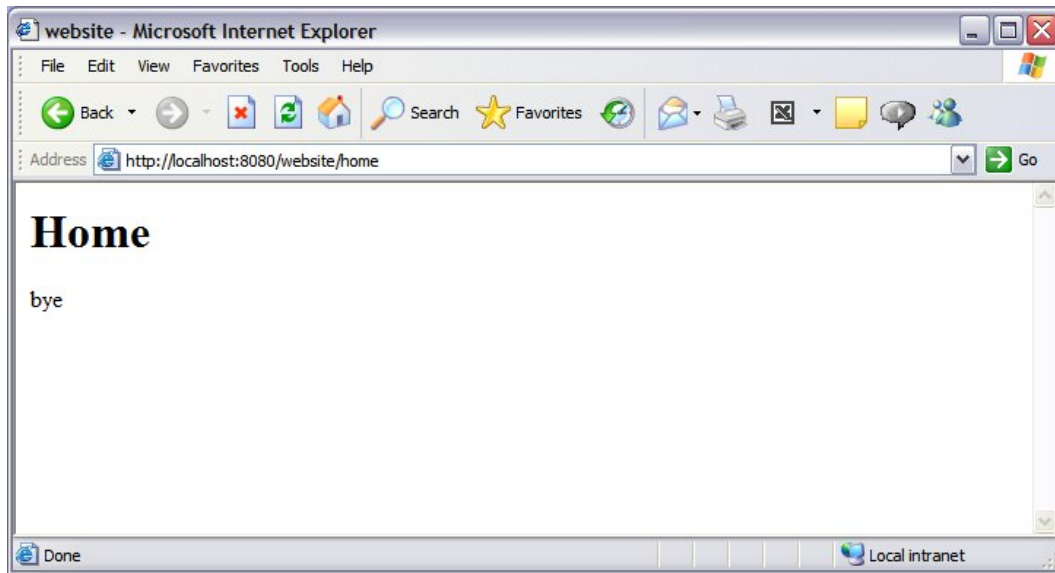 website - Microsoft Internet Explorer
File Edit View Favorites Tools Help
Back Search Favorites
Address http://localhost:8080/website/home Go
Home
bye
Done Local intranet